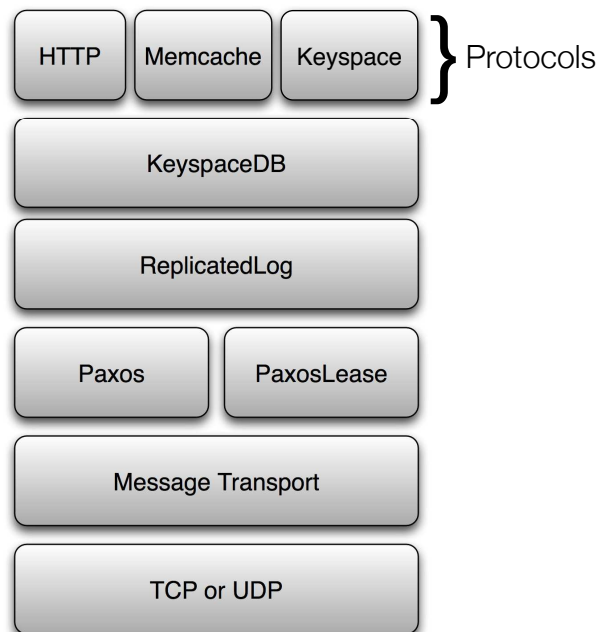 HTTP Memcache Keyspace } Protocols
KeyspaceDB
ReplicatedLog
Paxos PaxosLease
Message Transport
TCP or UDP